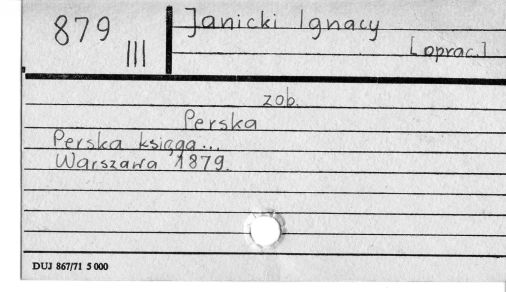 879
III
Janicki Ignacy
[oprac.]
zob.
Perska
Perska księga...
Warszawa 1879.
DUJ 867/71 5 000